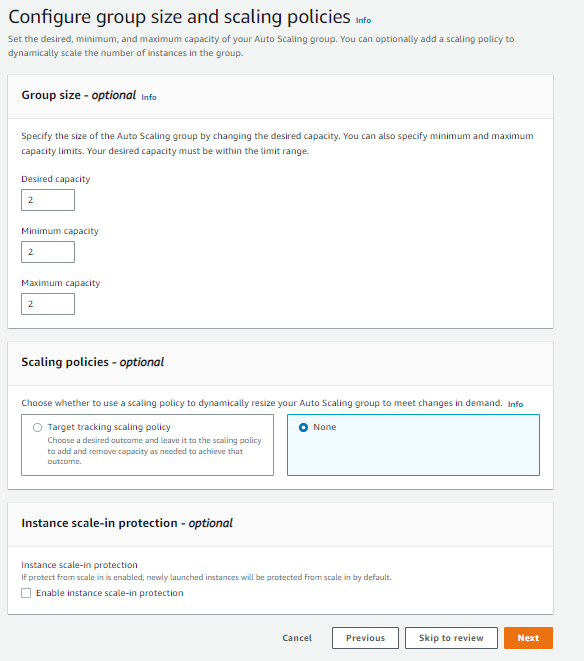 Configure group size and scaling policies Info
Set the desired, minimum, and maximum capacity of your Auto Scaling group. You can optionally add a scaling policy to
dynamically scale the number of instances in the group.
Group size - optional Info
Specify the size of the Auto Scaling group by changing the desired capacity. You can also specify minimum and maximum
capacity limits. Your desired capacity must be within the limit range.
Desired capacity
2
Minimum capacity
2
Maximum capacity
2
Scaling policies - optional
Choose whether to use a scaling policy to dynamically resize your Auto Scaling group to meet changes in demand. Info
Target tracking scaling policy
Choose a desired outcome and leave it to the scaling policy
to add and remove capacity as needed to achieve that
outcome.
None
Instance scale-in protection - optional
Instance scale-in protection
If protect from scale in is enabled, newly launched instances will be protected from scale in by default.
Enable instance scale-in protection
Cancel Previous Skip to review Next